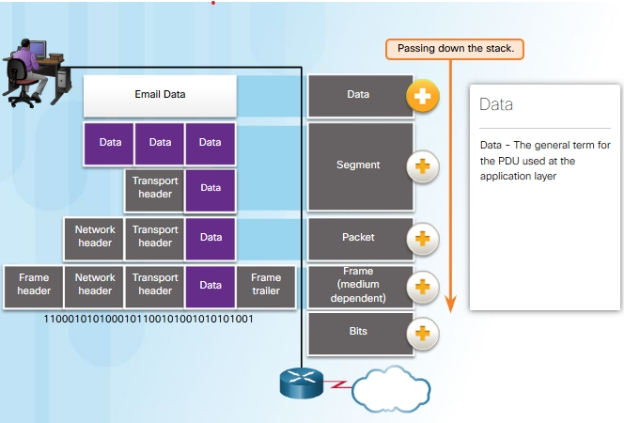 Passing down the stack.
Email Data
Data
Data
Data - The general term for
the PDU used at the
application layer
Data Data Data
Segment
Transport
header
Data
Network
header
Transport
header
Data
Packet
Frame
header
Network
header
Transport
header
Data
Frame
trailer
Frame
(medium
dependent)
1100010101000101100101001010101001
Bits